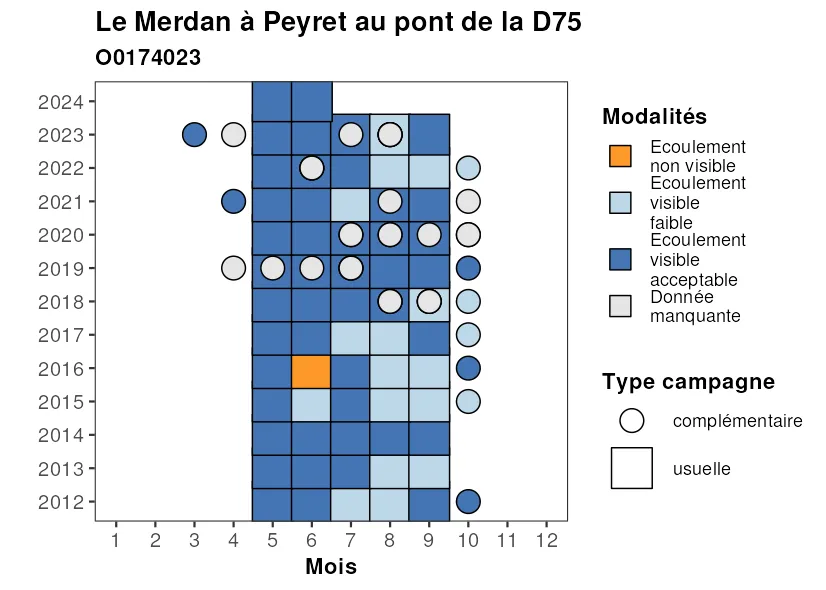 Le Merdan à Peyret au pont de la D75
O0174023
2024
2023
2022
2021
2020
2019
2018
2017
2016
2015
2014
2013
2012
1 2 3 4 5 6 7 8 9 10 11 12
Mois
Modalités
Ecoulement
non visible
Ecoulement
visible
faible
Ecoulement
visible
acceptable
Donnée
manquante
Type campagne
complémentaire
usuelle